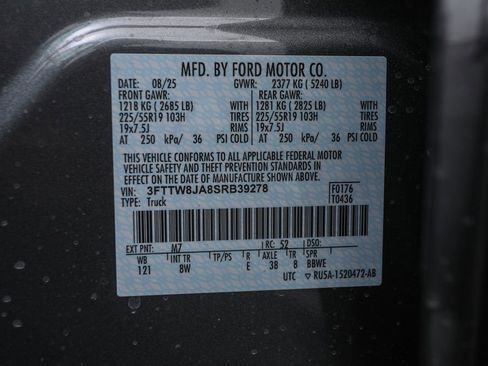 MFD. BY FORD MOTOR CO.
DATE: 08/25 GVWR: 2377 KG ( 5240 LB)
FRONT GAWR: REAR GAWR:
1218 KG ( 2685 LB) WITH 1281 KG ( 2825 LB) WITH
225/55R19 103H TIRES 225/55R19 103H TIRES
19x7.5J RIMS 19x7.5J RIMS
AT 250 kPa/ 36 PSI COLD AT 250 kPa/ 36 PSI COLD
THIS VEHICLE CONFORMS TO ALL APPLICABLE FEDERAL MOTOR
VEHICLE SAFETY AND THEFT PREVENTION STANDARDS IN
EFFECT ON THE DATE OF MANUFACTURE SHOWN ABOVE.
VIN: 3FTTW8JA8SRB39278 F0176
TYPE: Truck T0436
EXT PNT: M7 RC: 52 DSO:
WB INT TR TP/PS R AXLE TR SPR
121 8W E 38 8 BBWE
UTC ▽ RU5A-1520472-AB